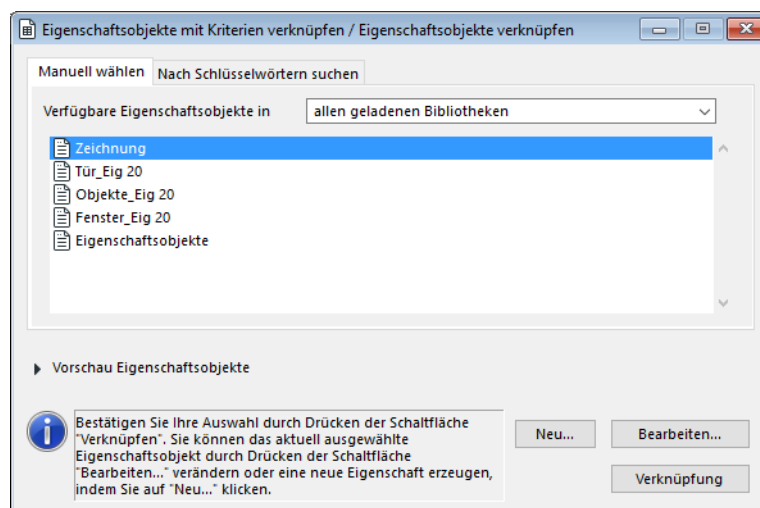 Eigenschaftsobjekte mit Kriterien verknüpfen / Eigenschaftsobjekte verknüpfen
Manuell wählen Nach Schlüsselwörtern suchen
Verfügbare Eigenschaftsobjekte in allen geladenen Bibliotheken
Zeichnung
Tür_Eig 20
Objekte_Eig 20
Fenster_Eig 20
Eigenschaftsobjekte
Vorschau Eigenschaftsobjekte
Bestätigen Sie Ihre Auswahl durch Drücken der Schaltfläche
"Verknüpfen". Sie können das aktuell ausgewählte
Eigenschaftsobjekt durch Drücken der Schaltfläche
"Bearbeiten..." verändern oder eine neue Eigenschaft erzeugen,
indem Sie auf "Neu..." klicken.
Neu... Bearbeiten...
Verknüpfung